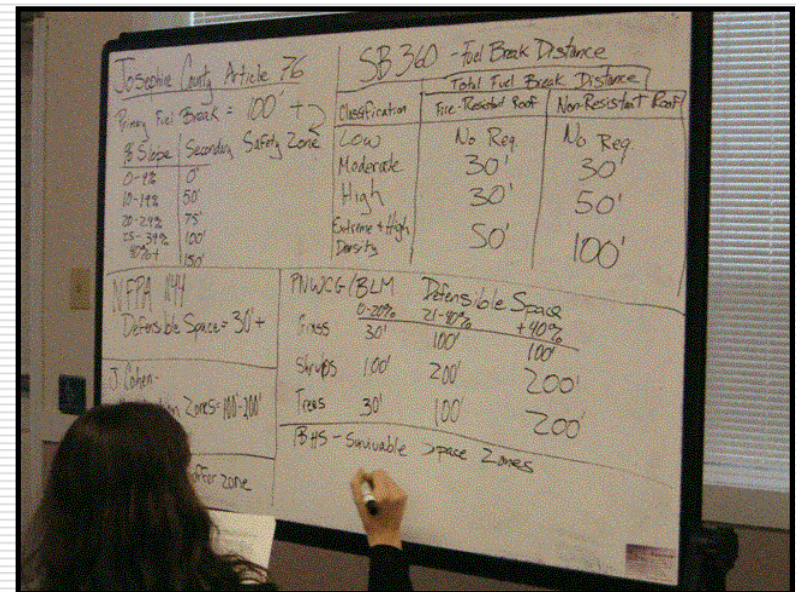 Josephine County Article 76
Primary Fuel Break = 100' +
% Slope | Secondary Safety Zone
0-9% | 0'
10-19% | 50'
20-24% | 75'
25-39% | 100'
40%+ | 150'
SB 360 - Fuel Break Distance
Total Fuel Break Distance
Classification | Fire-Resistant Roof | Non-Resistant Roof
Low | No Req. | No Req.
Moderate | 30' | 30'
High | 30' | 50'
Extreme + High | 50' | 100'
Density
NFPA 1144
Defensible Space = 30'+
J. Cohen-
Zones = 100'-200'
zone
PNWCG/BLM Defensible Space
0-20% 21-40% +40%
Grass 30' 100' 100'
Shrubs 100' 200' 200'
Trees 30' 100' 200'
IBHS - Survivable Space Zones